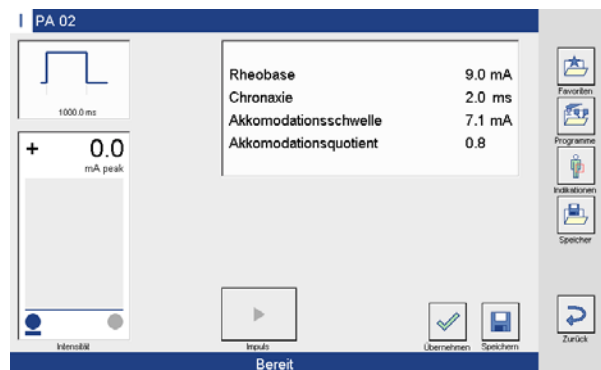 PA 02
1000.0 ms
+ 0.0
mA peak
Intensität
Rheobase 9.0 mA
Chronaxie 2.0 ms
Akkomodationsschwelle 7.1 mA
Akkomodationsquotient 0.8
Impuls
Übernehmen
Speichern
Favoriten
Programme
Indikationen
Speicher
Zurück
Bereit